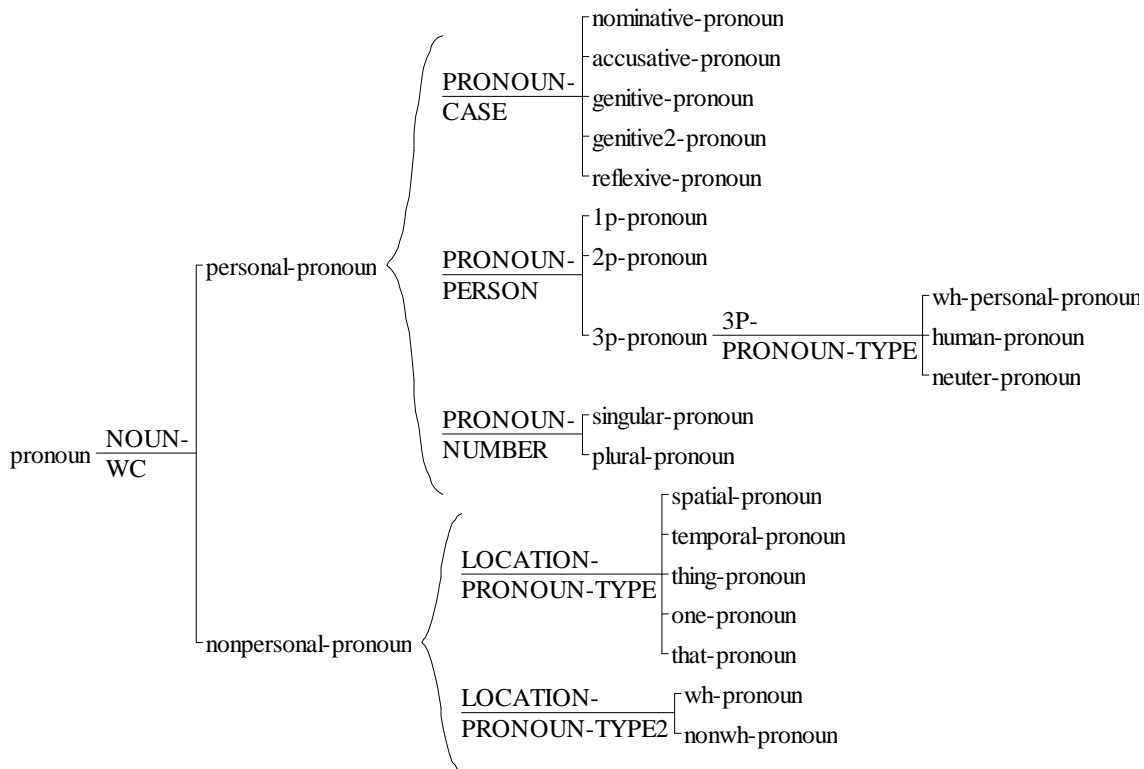 nominative-pronoun
accusative-pronoun
PRONOUN-
CASE
genitive-pronoun
genitive2-pronoun
reflexive-pronoun
1p-pronoun
personal-pronoun
PRONOUN-
PERSON
2p-pronoun
wh-personal-pronoun
3p-pronoun
3P-
PRONOUN-TYPE
human-pronoun
neuter-pronoun
PRONOUN-
NUMBER
singular-pronoun
plural-pronoun
pronoun
NOUN-
WC
spatial-pronoun
temporal-pronoun
LOCATION-
PRONOUN-TYPE
thing-pronoun
one-pronoun
nonpersonal-pronoun
that-pronoun
LOCATION-
PRONOUN-TYPE2
wh-pronoun
nonwh-pronoun